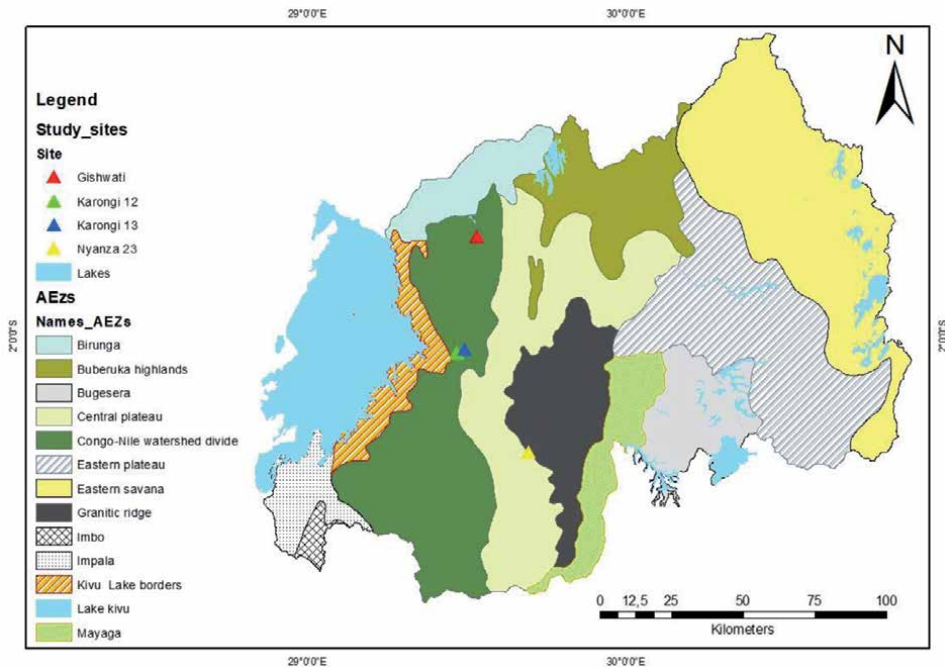 29°0'0"E 30°0'0"E
N
Legend
Study_sites
Site
Gishwati
Karongi 12
Karongi 13
Nyanza 23
Lakes
AEzs
Names_AEZs
Birunga
Buberuka highlands
Bugesera
Central plateau
Congo-Nile watershed divide
Eastern plateau
Eastern savana
Granitic ridge
Imbo
Impala
Kivu Lake borders
Lake kivu
Mayaga
2°0'0"S 2°0'0"S
0 12,5 25 50 75 100
Kilometers
29°0'0"E 30°0'0"E